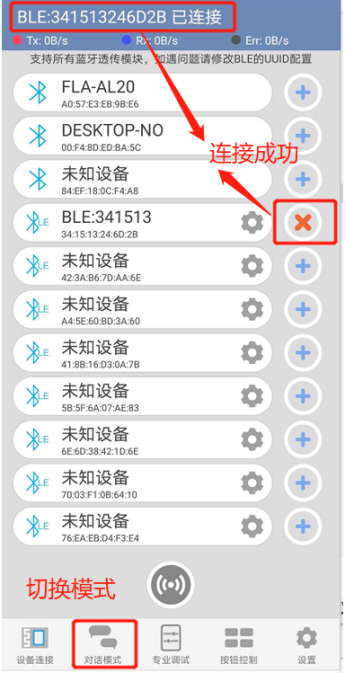 BLE:341513246D2B 已连接
Tx: 0B/s Rx: 0B/s Err: 0B/s
支持所有蓝牙透传模块，如遇问题请修改BLE的UUID配置
FLA-AL20
A0:57:E3:EB:9B:E6
DESKTOP-NO
00:F4:8D:ED:BA:5C
连接成功
未知设备
84:EF:18:0C:F4:A8
LE
BLE:341513
34:15:13:24:6D:2B
LE
未知设备
42:3A:B6:7D:AA:6E
LE
未知设备
A4:5E:60:BD:3A:60
LE
未知设备
41:8B:16:D3:0A:7B
LE
未知设备
5B:5F:6A:07:AE:83
LE
未知设备
6E:6D:38:42:1D:6E
LE
未知设备
70:03:F1:0B:64:10
LE
未知设备
76:EA:EB:D4:F3:E4
切换模式
设备连接 对话模式 专业调试 按钮控制 设置